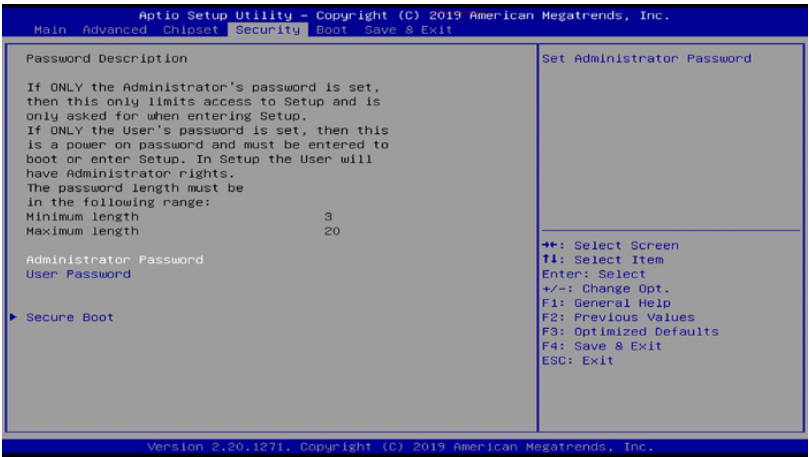 Aptio Setup Utility – Copyright (C) 2019 American Megatrends, Inc.
Main Advanced Chipset Security Boot Save & Exit
Password Description
If ONLY the Administrator's password is set,
then this only limits access to Setup and is
only asked for when entering Setup.
If ONLY the User's password is set, then this
is a power on password and must be entered to
boot or enter Setup. In Setup the User will
have Administrator rights.
The password length must be
in the following range:
Minimum length 3
Maximum length 20
Administrator Password
User Password
► Secure Boot
Set Administrator Password
→←: Select Screen
↑↓: Select Item
Enter: Select
+/-: Change Opt.
F1: General Help
F2: Previous Values
F3: Optimized Defaults
F4: Save & Exit
ESC: Exit
Version 2.20.1271. Copyright (C) 2019 American Megatrends, Inc.